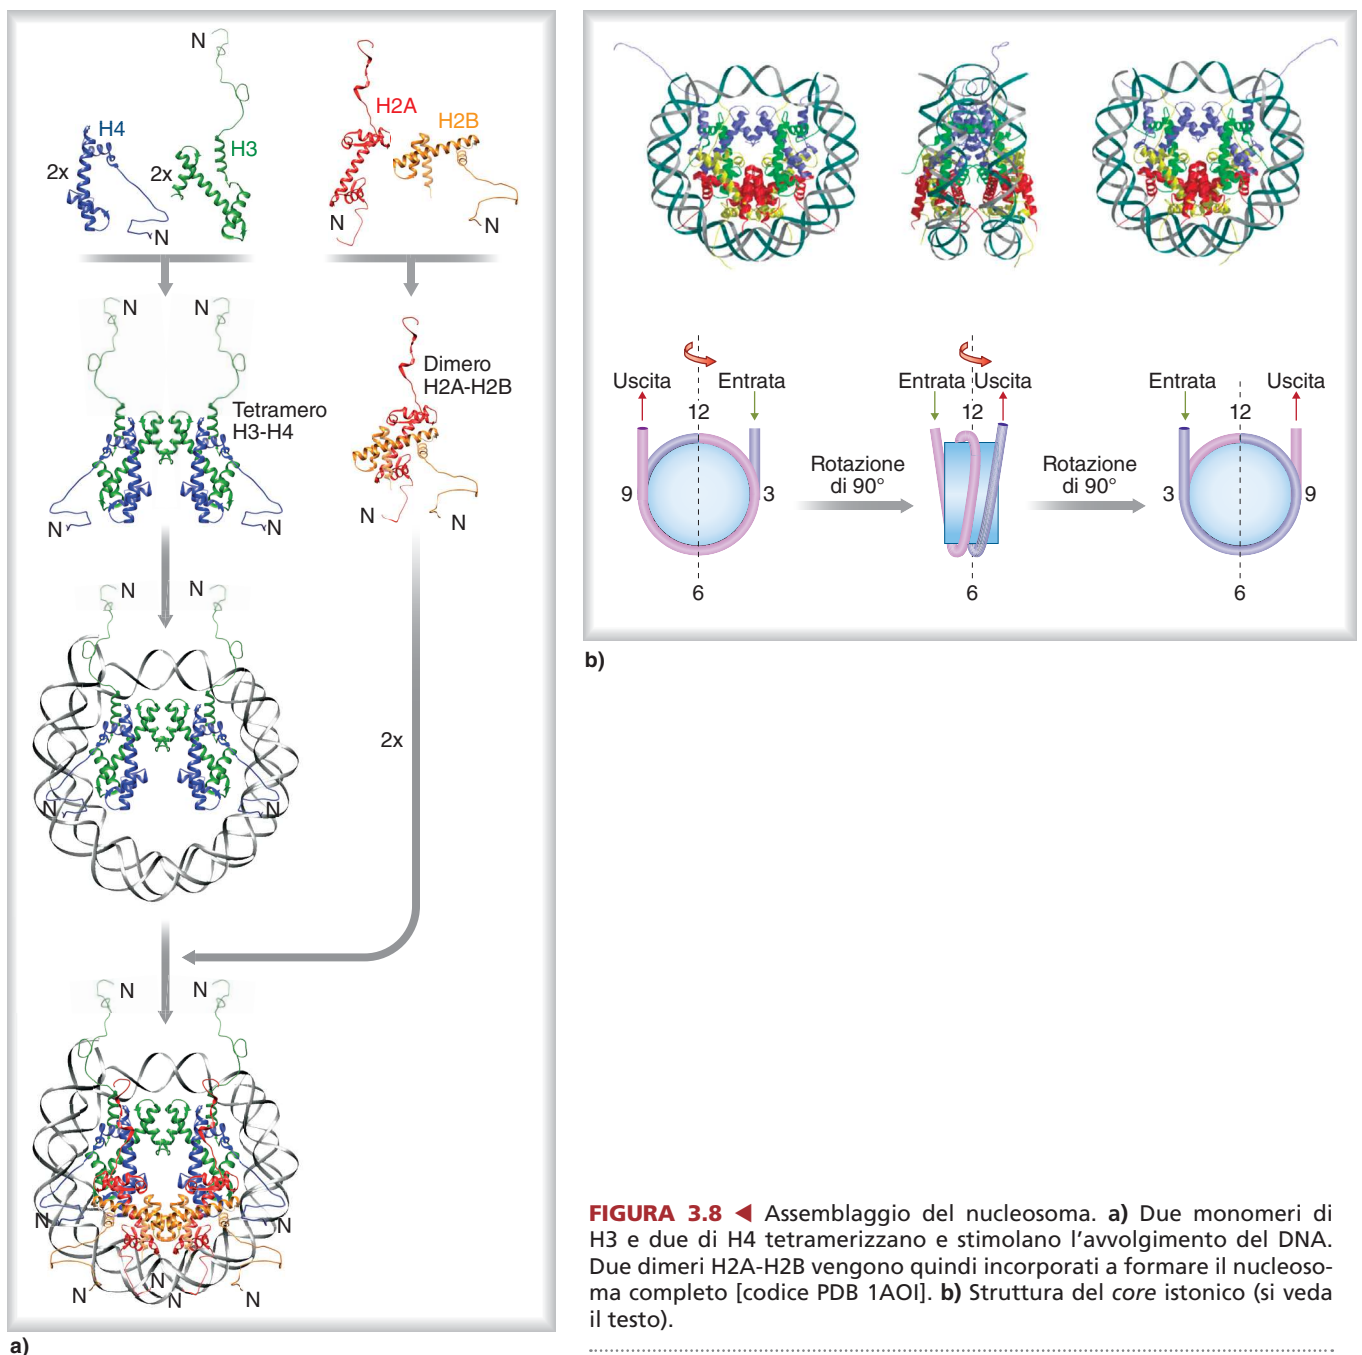 N
H4
H3
2x
2x
N
H2A
H2B
N
N
N
N
Tetramero
H3-H4
N
N
Dimero
H2A-H2B
N
N
N
N
N
N
2x
N
N
N
N
N
N
N
N
a)
Uscita
Entrata
12
9
3
6
Rotazione
di 90°
Entrata
Uscita
12
6
Rotazione
di 90°
Entrata
Uscita
12
3
9
6
b)
FIGURA 3.8 ◄ Assemblaggio del nucleosoma. a) Due monomeri di
H3 e due di H4 tetramerizzano e stimolano l’avvolgimento del DNA.
Due dimeri H2A-H2B vengono quindi incorporati a formare il nucleoso-
ma completo [codice PDB 1AOI]. b) Struttura del core istonico (si veda
il testo).